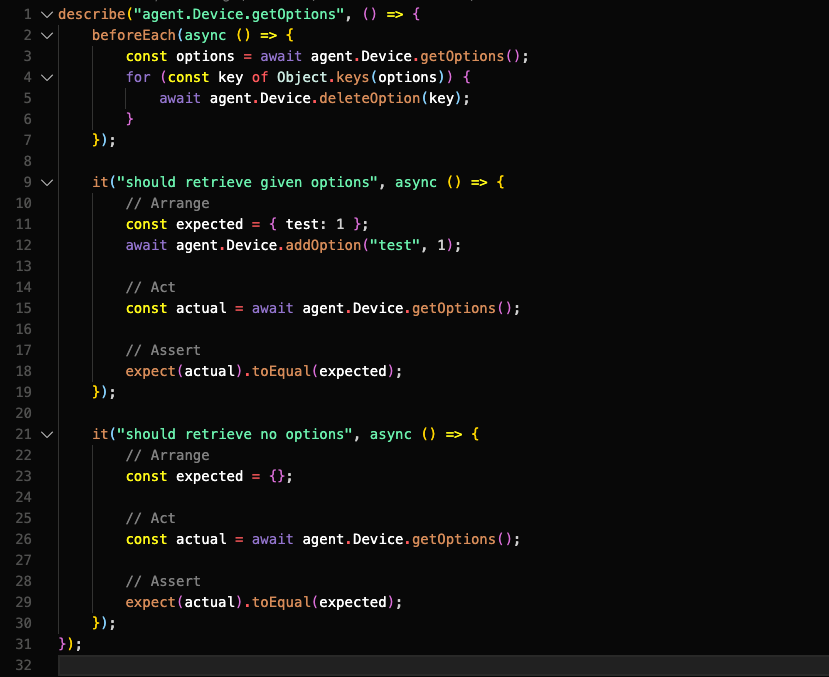 1 describe("agent.Device.getOptions", () => {
2 beforeEach(async () => {
3 const options = await agent.Device.getOptions();
4 for (const key of Object.keys(options)) {
5 await agent.Device.deleteOption(key);
6 }
7 });
8
9 it("should retrieve given options", async () => {
10 // Arrange
11 const expected = { test: 1 };
12 await agent.Device.addOption("test", 1);
13
14 // Act
15 const actual = await agent.Device.getOptions();
16
17 // Assert
18 expect(actual).toEqual(expected);
19 });
20
21 it("should retrieve no options", async () => {
22 // Arrange
23 const expected = {};
24
25 // Act
26 const actual = await agent.Device.getOptions();
27
28 // Assert
29 expect(actual).toEqual(expected);
30 });
31 });
32